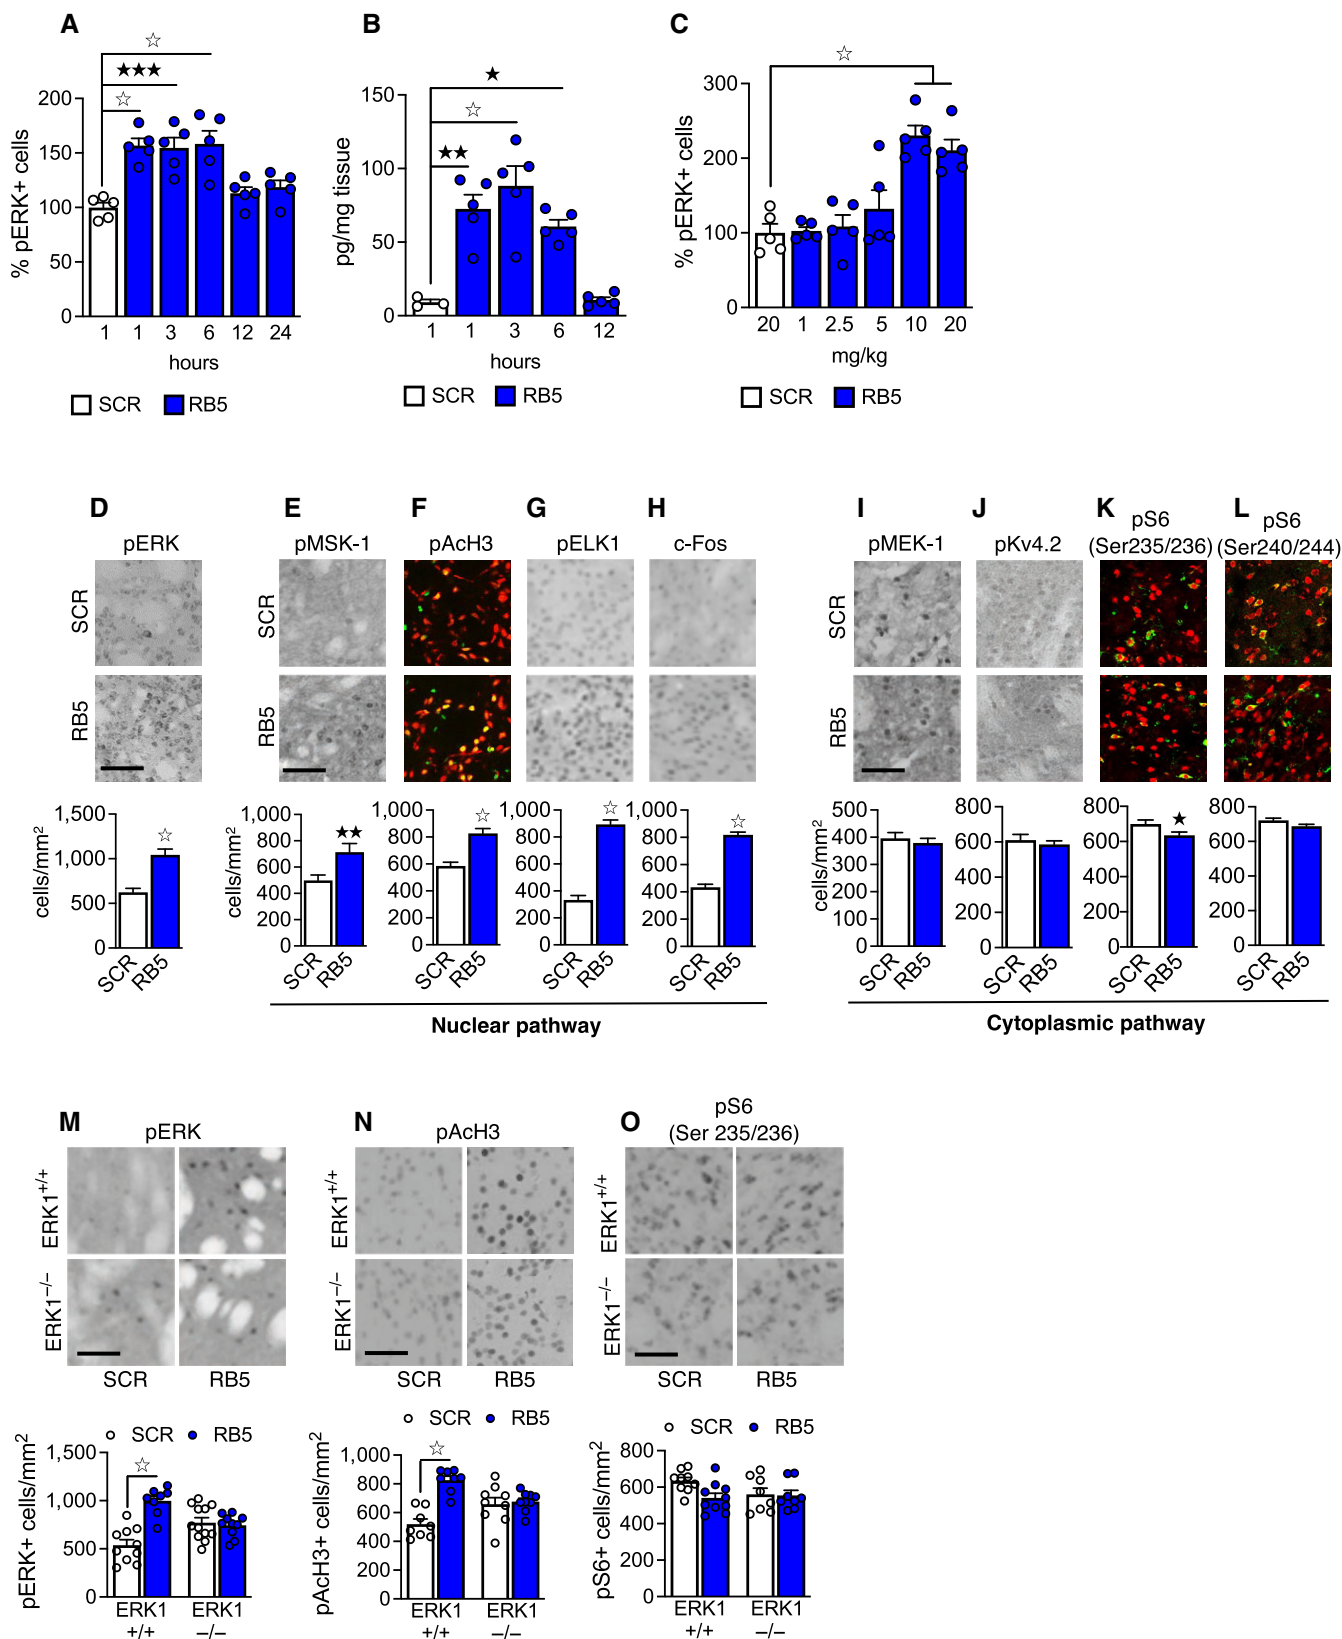 A
B
C
☆
★★★
☆
% pERK+ cells
200
150
100
50
0
1 1 3 6 12 24
hours
SCR RB5
★
☆
★★
pg/mg tissue
150
100
50
0
1 1 3 6 12
hours
SCR RB5
☆
% pERK+ cells
300
200
100
0
20 1 2.5 5 10 20
mg/kg
SCR RB5
D
pERK
SCR
RB5
cells/mm2
1,500
1,000
500
0
☆
SCR
RB5
E
pMSK-1
SCR
RB5
cells/mm2
1,000
800
600
400
200
0
★★
SCR
RB5
F
pAcH3
1,000
800
600
400
200
0
☆
SCR
RB5
G
pELK1
1,000
800
600
400
200
0
☆
SCR
RB5
H
c-Fos
1,000
800
600
400
200
0
☆
SCR
RB5
Nuclear pathway
I
pMEK-1
SCR
RB5
cells/mm2
500
400
300
200
100
0
SCR
RB5
J
pKv4.2
800
600
400
200
0
SCR
RB5
K
pS6
(Ser235/236)
800
600
400
200
0
★
SCR
RB5
L
pS6
(Ser240/244)
800
600
400
200
0
SCR
RB5
Cytoplasmic pathway
M
pERK
ERK1+/+
ERK1−/−
SCR RB5
SCR RB5
pERK+ cells/mm2
1,500
1,000
500
0
☆
ERK1 ERK1
+/+ −/−
N
pAcH3
ERK1+/+
ERK1−/−
SCR RB5
SCR RB5
pAcH3+ cells/mm2
1,000
800
600
400
200
0
☆
ERK1 ERK1
+/+ −/−
O
pS6
(Ser 235/236)
ERK1+/+
ERK1−/−
SCR RB5
SCR RB5
pS6+ cells/mm2
800
600
400
200
0
ERK1 ERK1
+/+ −/−